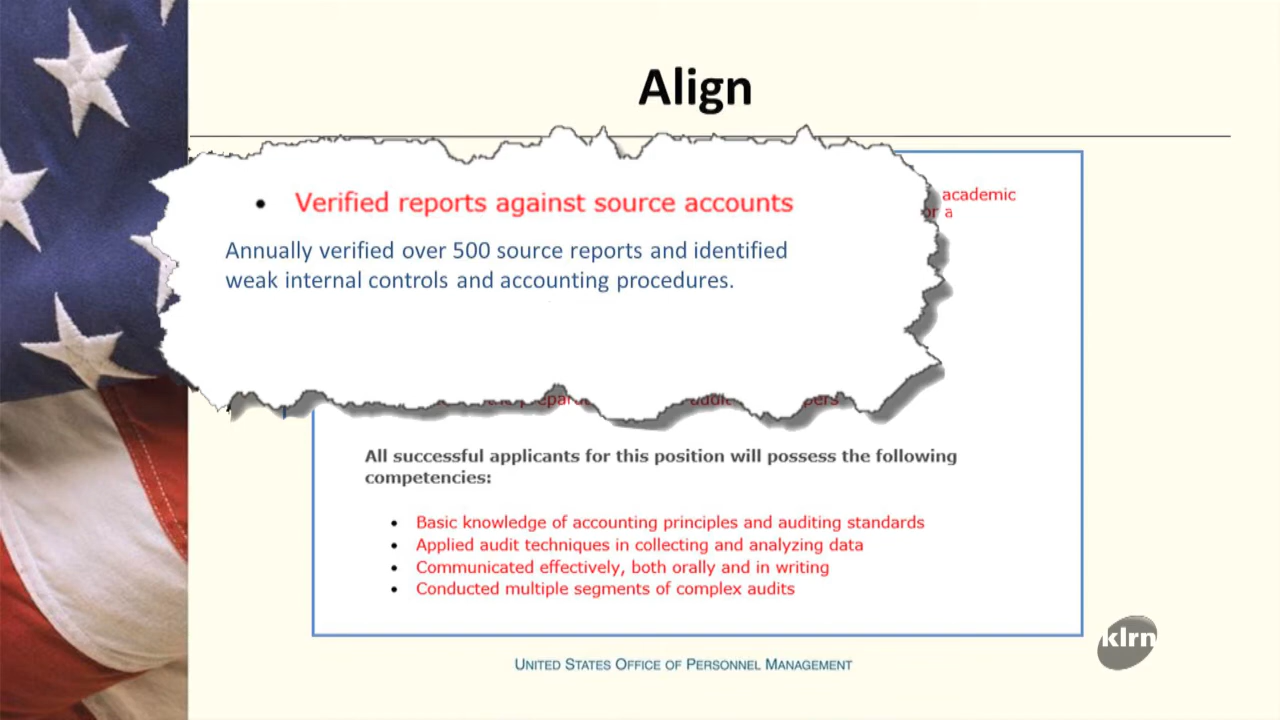 Align
• Verified reports against source accounts
Annually verified over 500 source reports and identified
weak internal controls and accounting procedures.
academic
or a
All successful applicants for this position will possess the following
competencies:
• Basic knowledge of accounting principles and auditing standards
• Applied audit techniques in collecting and analyzing data
• Communicated effectively, both orally and in writing
• Conducted multiple segments of complex audits
UNITED STATES OFFICE OF PERSONNEL MANAGEMENT
klrn